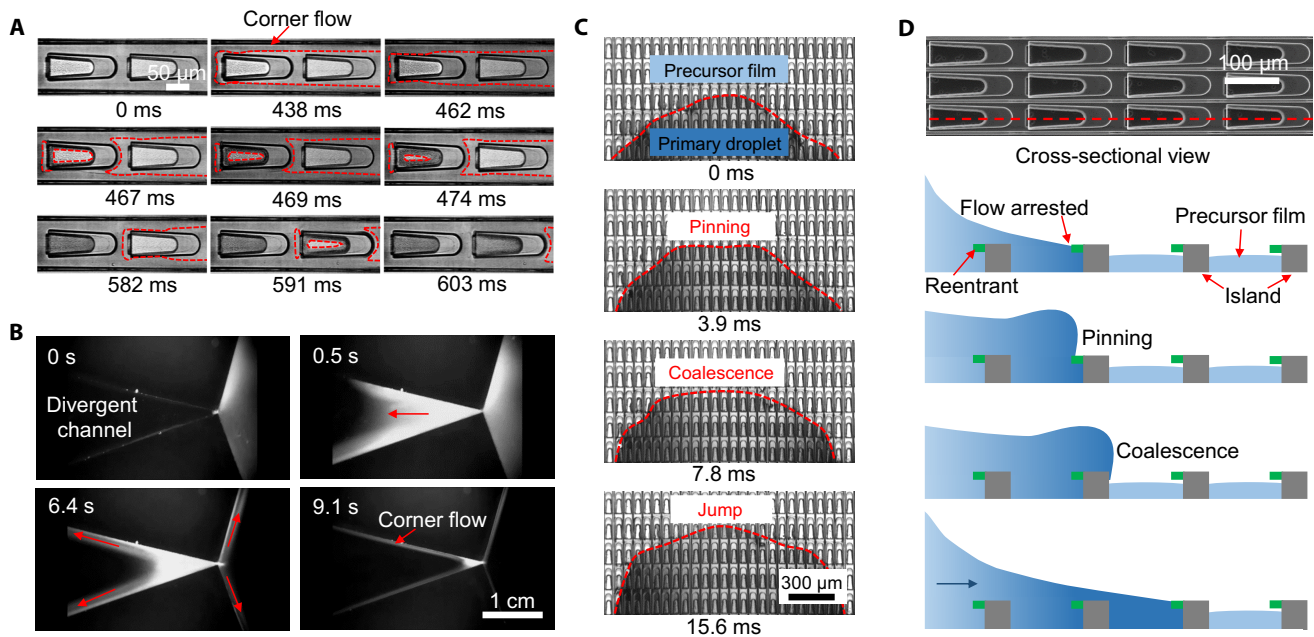 A
Corner flow
50 μm
0 ms
438 ms
462 ms
467 ms
469 ms
474 ms
582 ms
591 ms
603 ms
B
0 s
Divergent
channel
0.5 s
6.4 s
9.1 s
Corner flow
1 cm
C
Precursor film
Primary droplet
0 ms
Pinning
3.9 ms
Coalescence
7.8 ms
Jump
300 μm
15.6 ms
D
100 μm
Cross-sectional view
Flow arrested
Precursor film
Reentrant
Island
Pinning
Coalescence